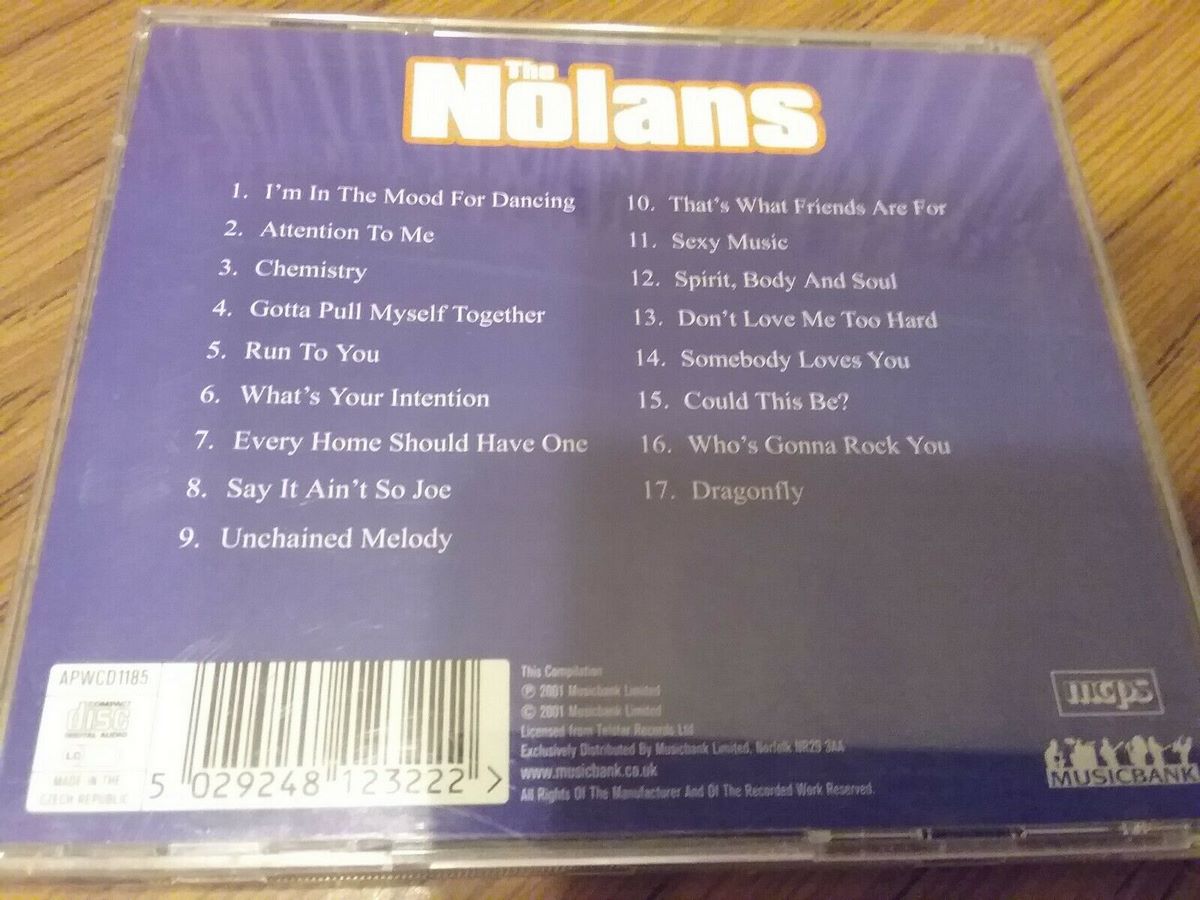 The
Nolans
1. I'm In The Mood For Dancing
2. Attention To Me
3. Chemistry
4. Gotta Pull Myself Together
5. Run To You
6. What's Your Intention
7. Every Home Should Have One
8. Say It Ain't So Joe
9. Unchained Melody
10. That's What Friends Are For
11. Sexy Music
12. Spirit, Body And Soul
13. Don't Love Me Too Hard
14. Somebody Loves You
15. Could This Be?
16. Who's Gonna Rock You
17. Dragonfly
APWCD1185
COMPACT
disc
DIGITAL AUDIO
LC
MADE IN THE
CZECH REPUBLIC
5 029248 123222 >
This Compilation
℗ 2001 Musicbank Limited
© 2001 Musicbank Limited
Licensed from Telstar Records Ltd
Exclusively Distributed By Musicbank Limited, Norfolk NR29 3AA
www.musicbank.co.uk
All Rights Of The Manufacturer And Of The Recorded Work Reserved.
mcps
MUSICBANK